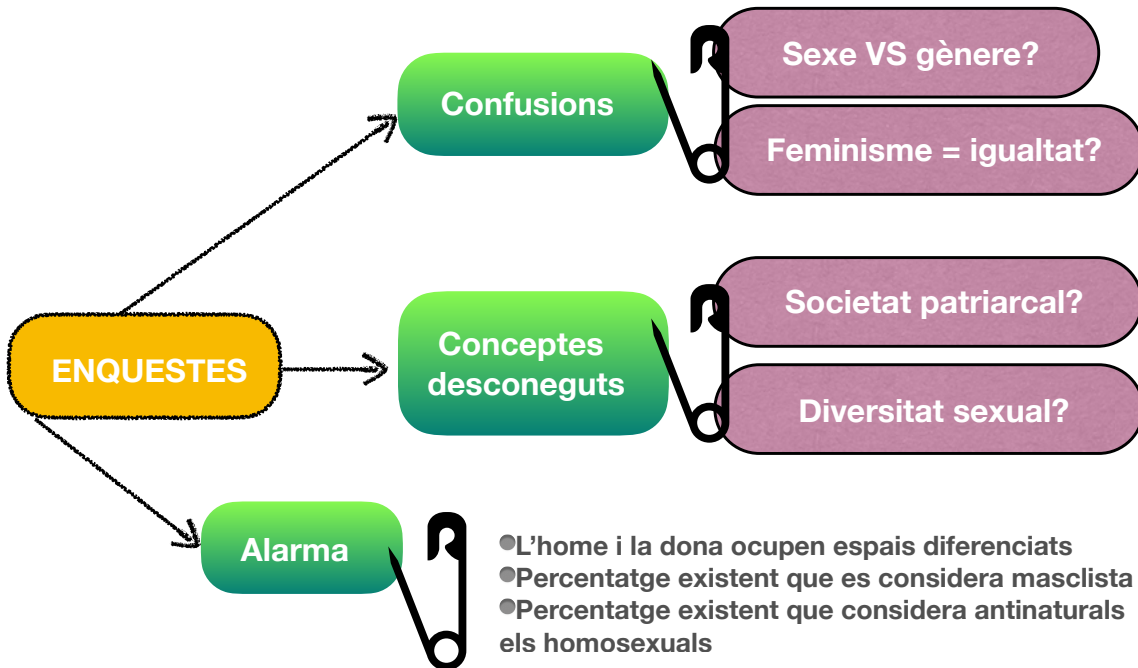 Confusions
Sexe VS gènere?
Feminisme = igualtat?
ENQUESTES
Conceptes
desconeguts
Societat patriarcal?
Diversitat sexual?
Alarma
L'home i la dona ocupen espais diferenciats
Percentatge existent que es considera masclista
Percentatge existent que considera antinaturals
els homosexuals